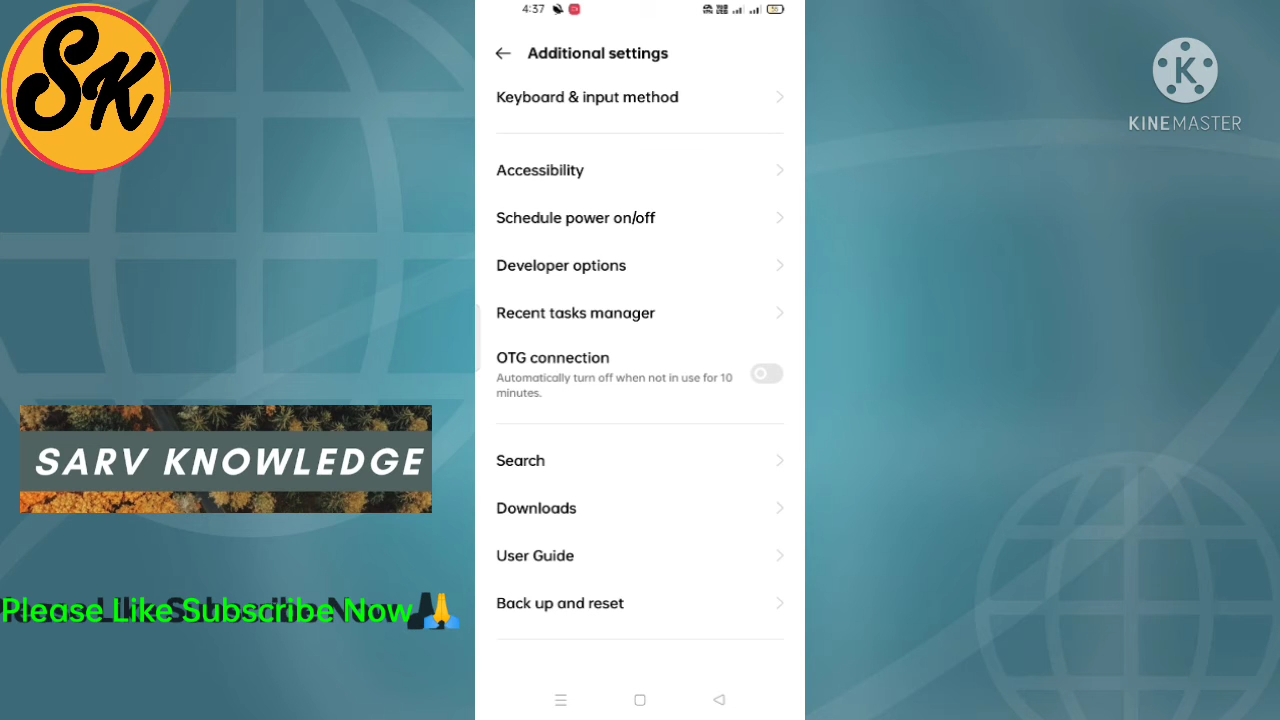 SK
SARV KNOWLEDGE
Please Like Subscribe Now🙏
4:37
Additional settings
Keyboard & input method
Accessibility
Schedule power on/off
Developer options
Recent tasks manager
OTG connection
Automatically turn off when not in use for 10
minutes.
Search
Downloads
User Guide
Back up and reset
K
KINEMASTER